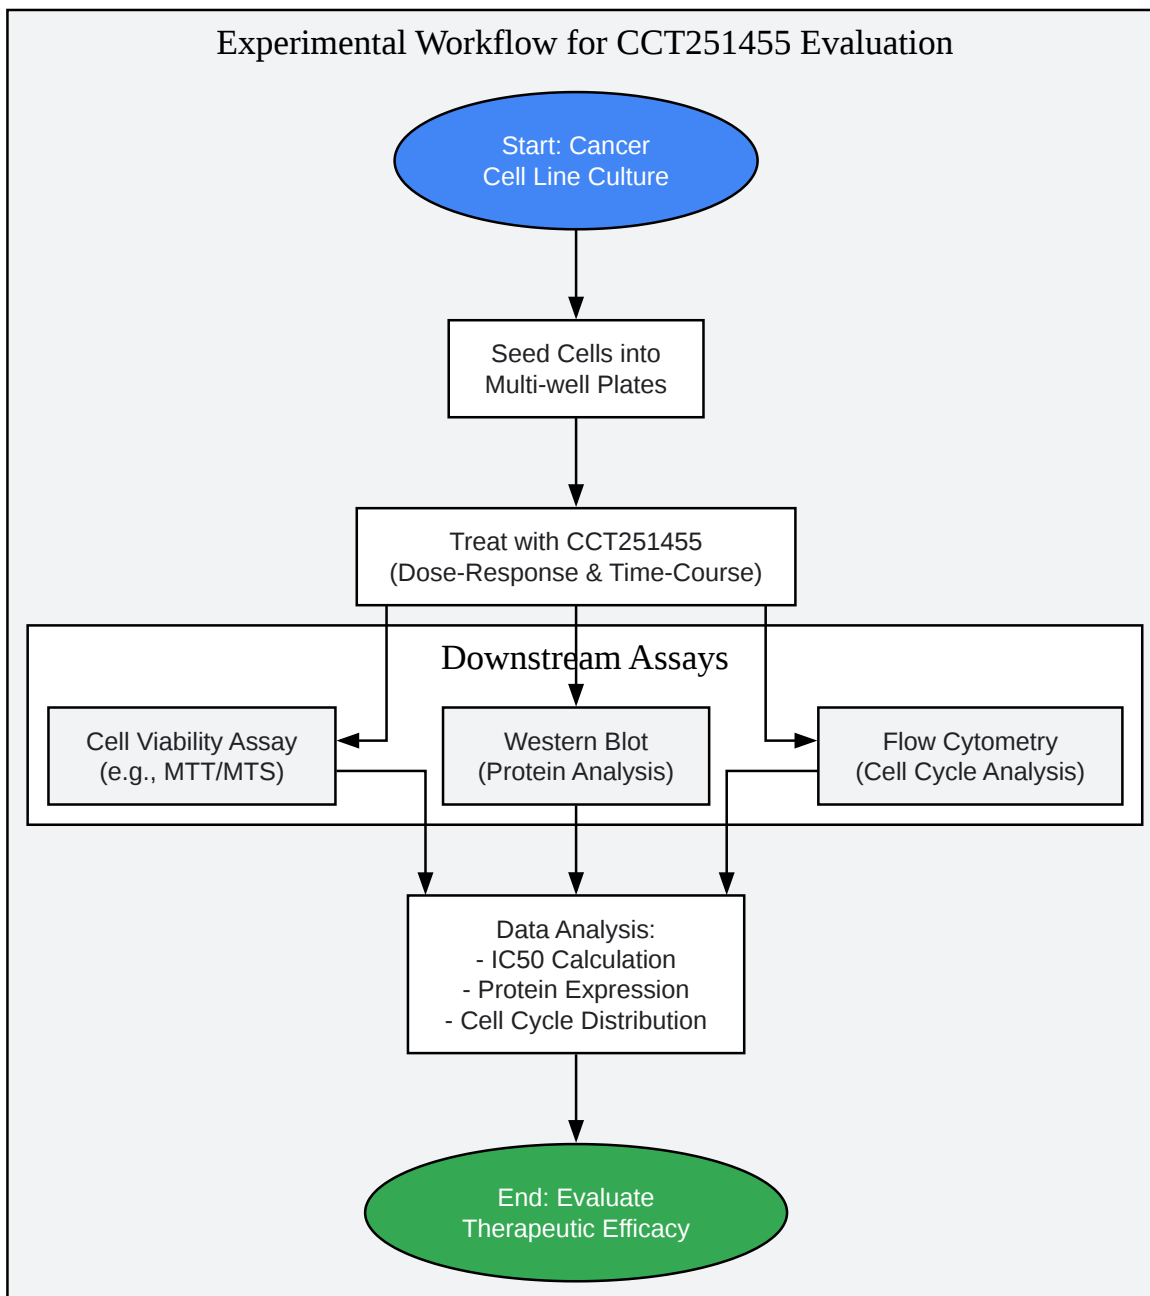 Experimental Workflow for CCT251455 Evaluation
Start: Cancer
Cell Line Culture
Seed Cells into
Multi-well Plates
Treat with CCT251455
(Dose-Response & Time-Course)
Downstream Assays
Cell Viability Assay
(e.g., MTT/MTS)
Western Blot
(Protein Analysis)
Flow Cytometry
(Cell Cycle Analysis)
Data Analysis:
- IC50 Calculation
- Protein Expression
- Cell Cycle Distribution
End: Evaluate
Therapeutic Efficacy